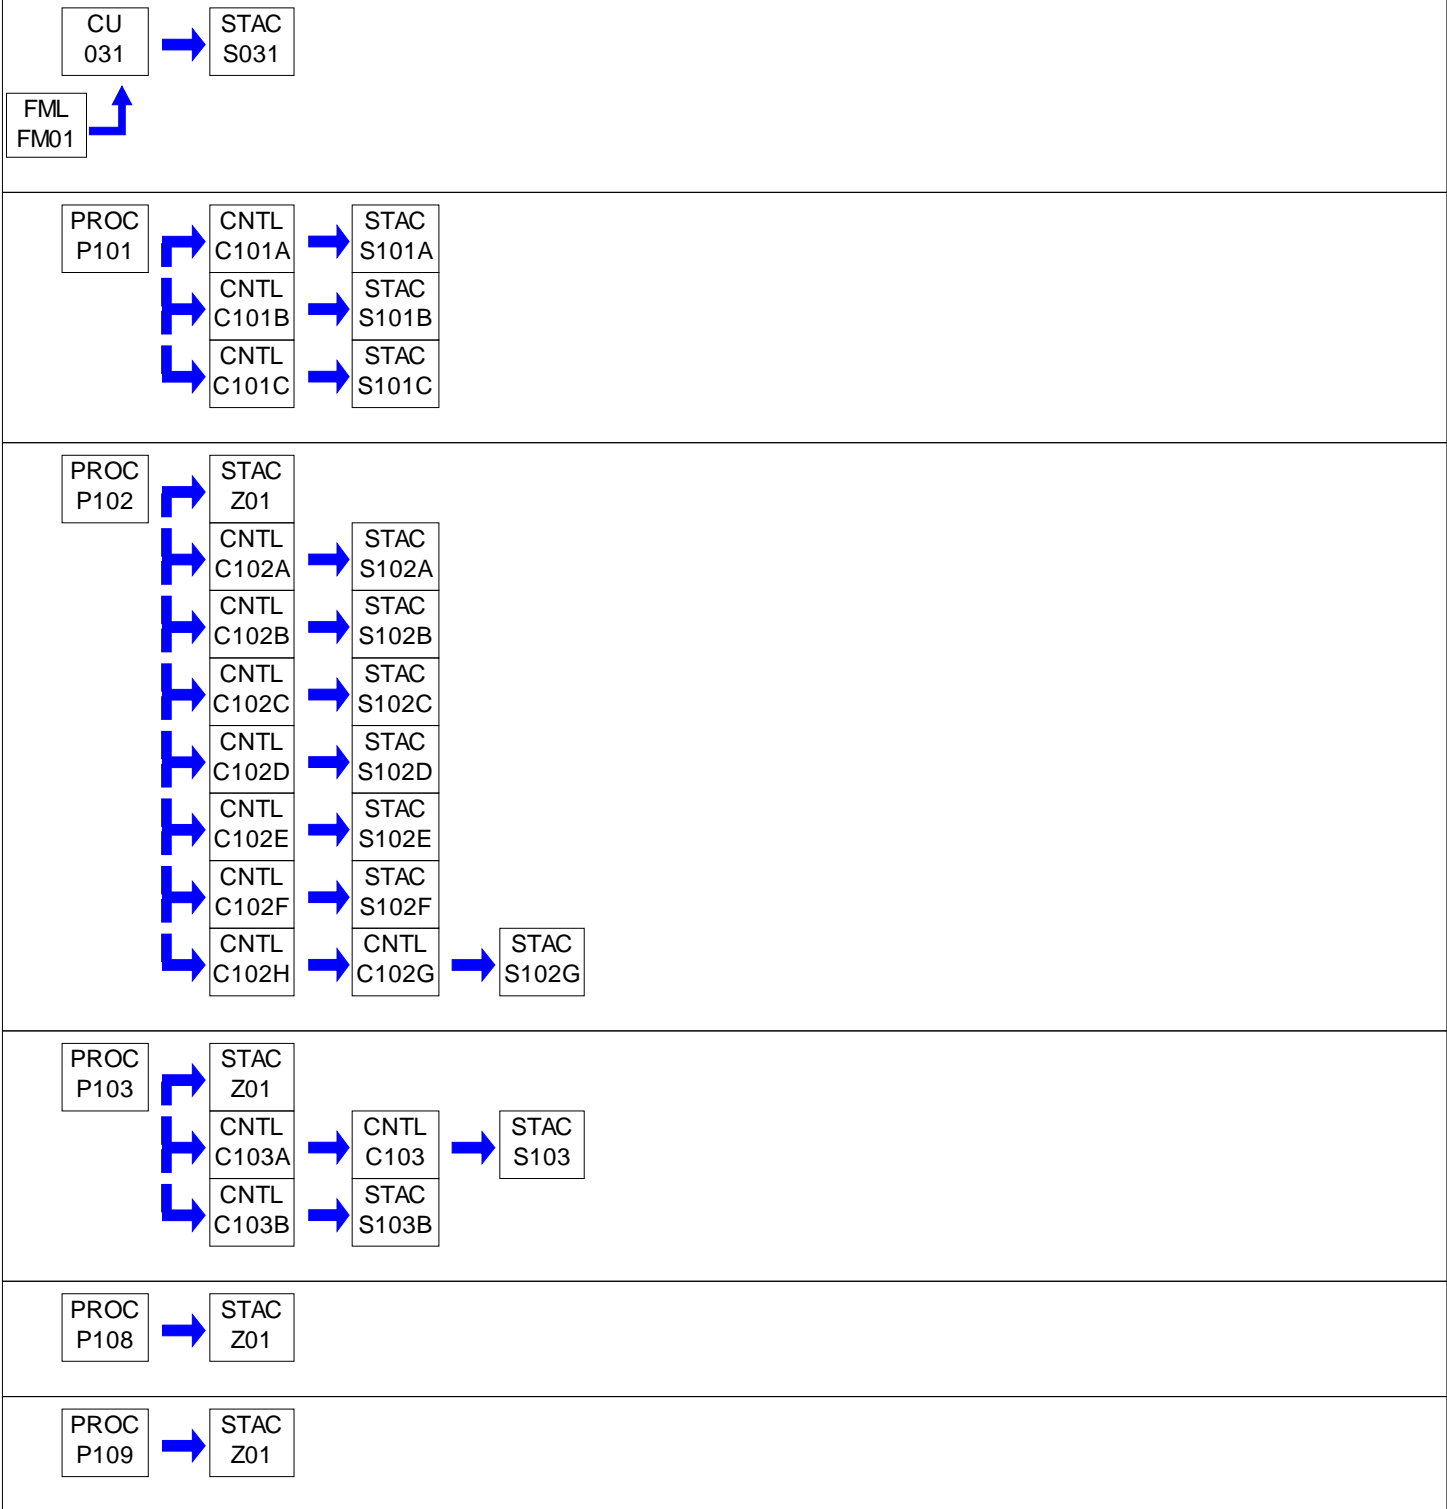 CU
031
STAC
S031
FML
FM01
PROC
P101
CNTL
C101A
STAC
S101A
CNTL
C101B
STAC
S101B
CNTL
C101C
STAC
S101C
PROC
P102
STAC
Z01
CNTL
C102A
STAC
S102A
CNTL
C102B
STAC
S102B
CNTL
C102C
STAC
S102C
CNTL
C102D
STAC
S102D
CNTL
C102E
STAC
S102E
CNTL
C102F
STAC
S102F
CNTL
C102H
CNTL
C102G
STAC
S102G
PROC
P103
STAC
Z01
CNTL
C103A
CNTL
C103
STAC
S103
CNTL
C103B
STAC
S103B
PROC
P108
STAC
Z01
PROC
P109
STAC
Z01